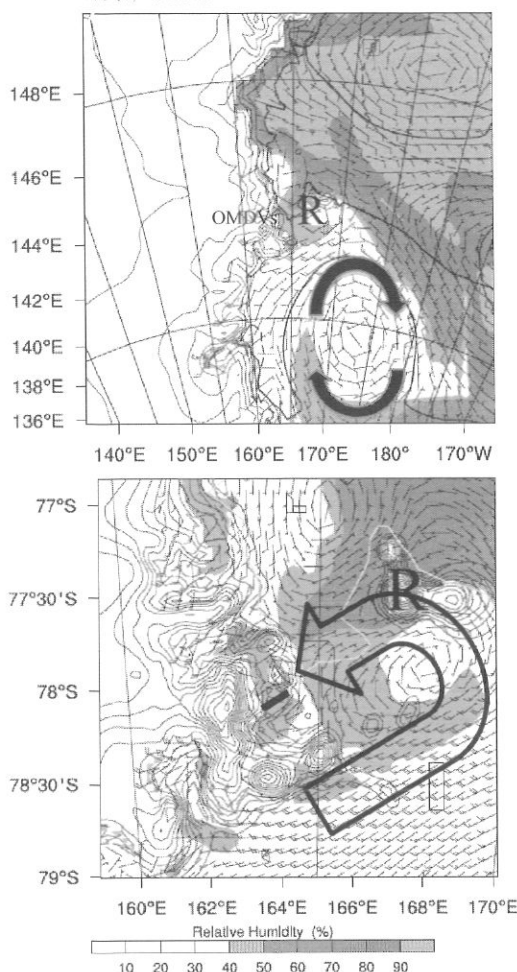 148°E
146°E
OMDVs R
144°E
142°E
140°E
138°E
136°E
140°E 150°E 160°E 170°E 180° 170°W
77°S
R
77°30'S
78°S
78°30'S
79°S
160°E 162°E 164°E 166°E 168°E 170°E
Relative Humidity (%)
10 20 30 40 50 60 70 80 90